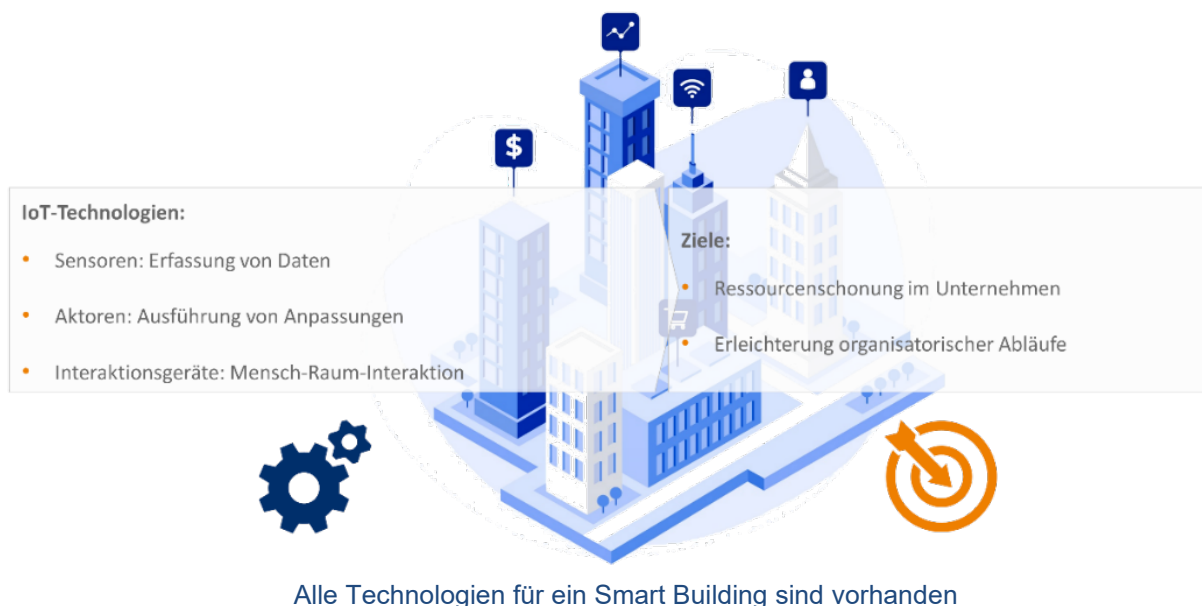 $
IoT-Technologien:
• Sensoren: Erfassung von Daten
• Aktoren: Ausführung von Anpassungen
• Interaktionsgeräte: Mensch-Raum-Interaktion
Ziele:
• Ressourcenschonung im Unternehmen
• Erleichterung organisatorischer Abläufe
Alle Technologien für ein Smart Building sind vorhanden